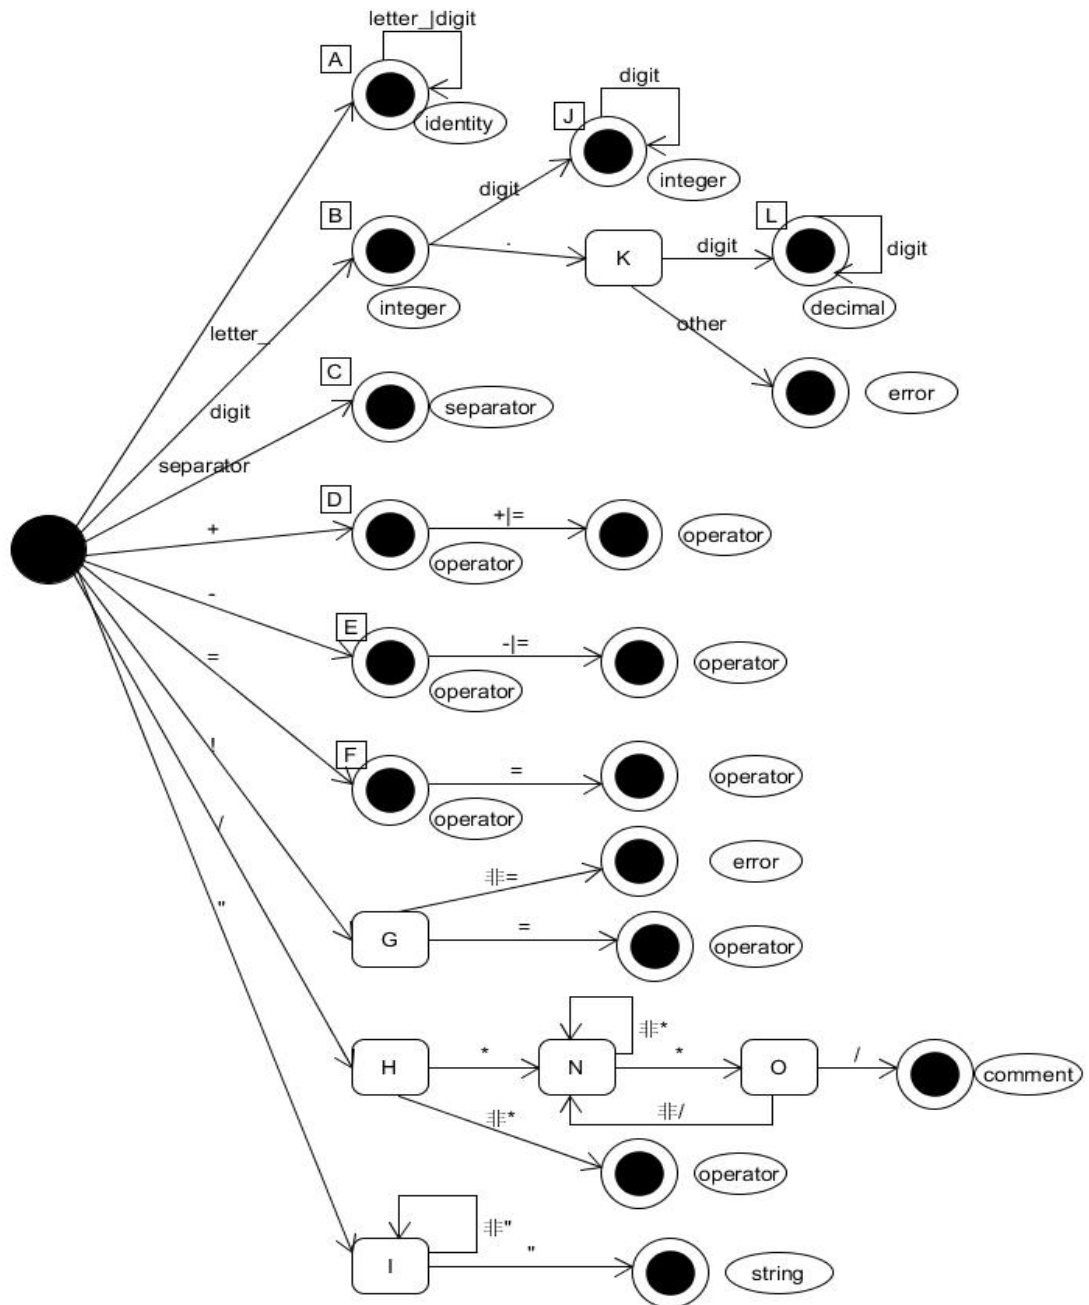 letter_|digit
A
identity
digit
J
integer
digit
B
integer
.
K
digit
L
digit
decimal
other
error
letter_
digit
C
separator
separator
D
+
operator
+|=
operator
-
E
operator
-|=
operator
=
F
operator
=
operator
!
非=
error
G
=
operator
/
H
*
N
非*
*
O
非/
/
comment
非*
operator
"
I
非"
"
string